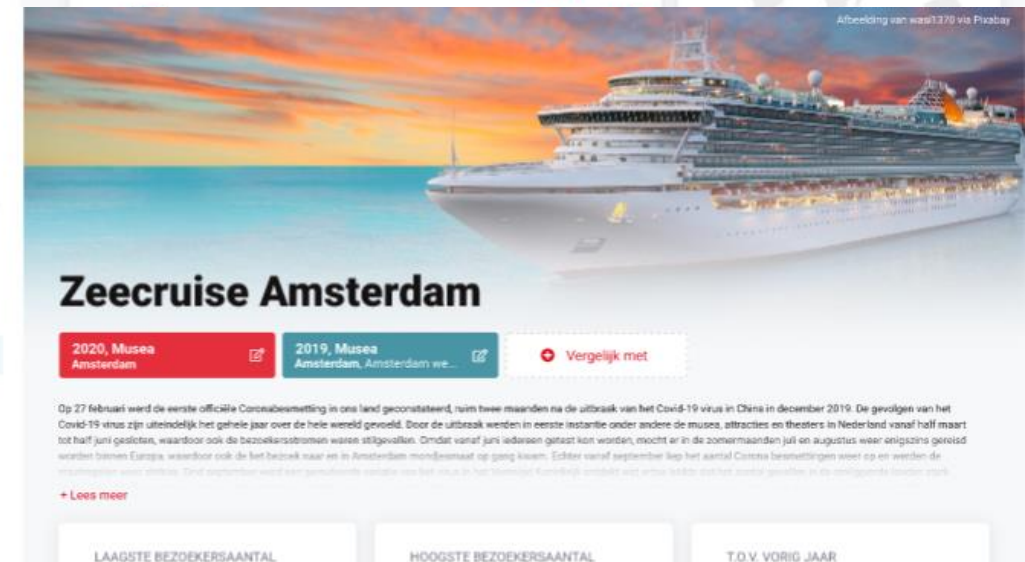 Afbeelding van wasi1370 via Pixabay
Zeecruise Amsterdam
2020, Musea
Amsterdam
2019, Musea
Amsterdam, Amsterdam we...
Vergelijk met
Op 27 februari werd de eerste officiële Coronabesmetting in ons land geconstateerd, ruim twee maanden na de uitbraak van het Covid-19 virus in China in december 2019. De gevolgen van het
Covid-19 virus zijn uiteindelijk het gehele jaar over de hele wereld gevoeld. Door de uitbraak werden in eerste instantie onder andere de musea, attracties en theaters in Nederland vanaf half maart
tot half juni gesloten, waardoor ook de bezoekersstromen waren stilgevallen. Omdat vanaf juni iedereen getest kon worden, mocht er in de zomermaanden juli en augustus weer enigszins gereisd
worden binnen Europa, waardoor ook de het bezoek naar en in Amsterdam mondjesmaat op gang kwam. Echter vanaf september liep het aantal Corona besmettingen weer op en werden de
+ Lees meer
LAAGSTE BEZOEKERSAANTAL
HOOGSTE BEZOEKERSAANTAL
T.O.V. VORIG JAAR